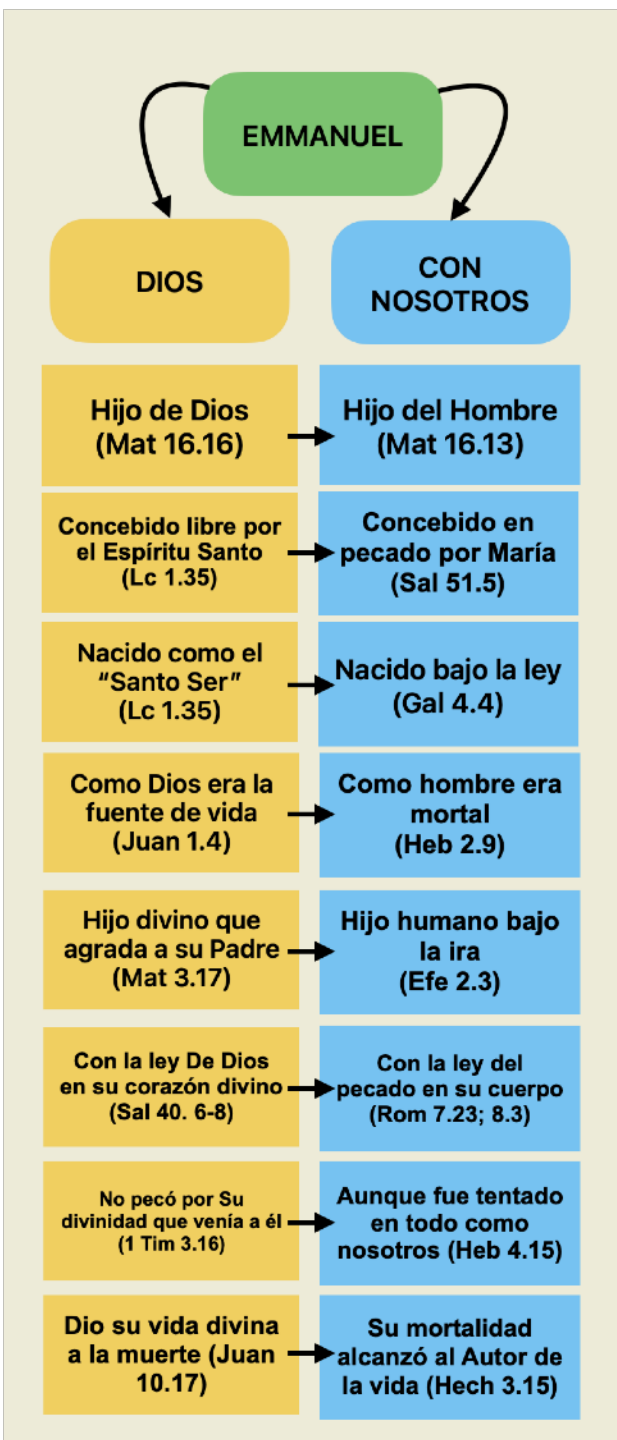 EMMANUEL
DIOS
CON
NOSOTROS
Hijo de Dios
(Mat 16.16)
Hijo del Hombre
(Mat 16.13)
Concebido libre por
el Espíritu Santo
(Lc 1.35)
Concebido en
pecado por María
(Sal 51.5)
Nacido como el
“Santo Ser”
(Lc 1.35)
Nacido bajo la ley
(Gal 4.4)
Como Dios era la
fuente de vida
(Juan 1.4)
Como hombre era
mortal
(Heb 2.9)
Hijo divino que
agrada a su Padre
(Mat 3.17)
Hijo humano bajo
la ira
(Efe 2.3)
Con la ley De Dios
en su corazón divino
(Sal 40. 6-8)
Con la ley del
pecado en su cuerpo
(Rom 7.23; 8.3)
No pecó por Su
divinidad que venía a él
(1 Tim 3.16)
Aunque fue tentado
en todo como
nosotros (Heb 4.15)
Dio su vida divina
a la muerte (Juan
10.17)
Su mortalidad
alcanzó al Autor de
la vida (Hech 3.15)